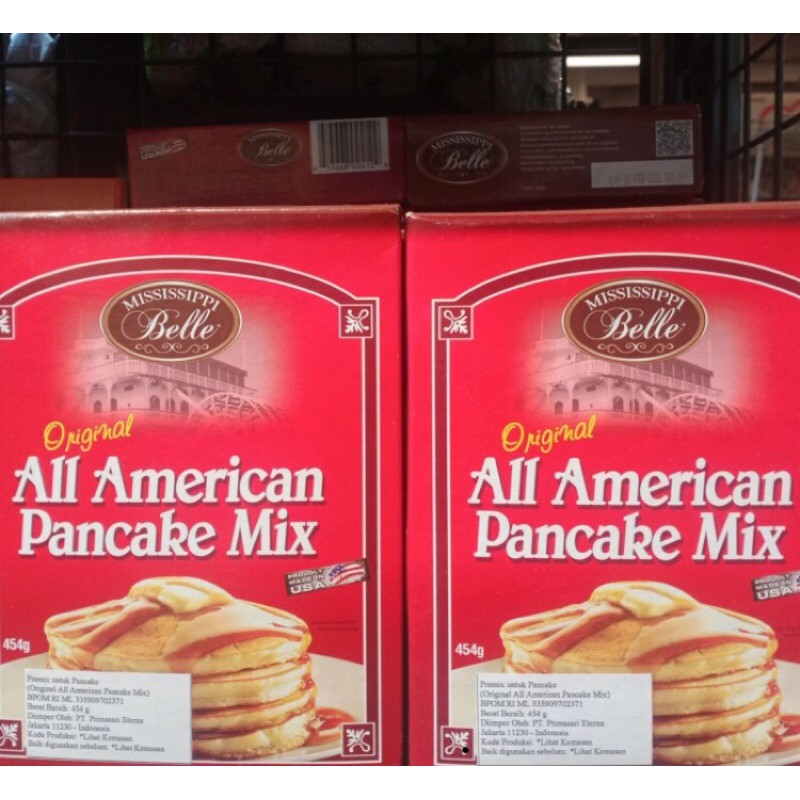 MISSISSIPPI
Belle
MISSISSIPPI
Belle
MISSISSIPPI
Belle
Original
All American
Pancake Mix
PROUDLY
MADE IN
USA
454g
Premix untuk Pancake
(Original All American Pancake Mix)
BPOM RI ML 335909702371
Berat Bersih: 454 g
Diimpor Oleh: PT. Primasari Eterna
Jakarta 11230 - Indonesia
Kode Produksi: *Lihat Kemasan
Baik digunakan sebelum: *Lihat Kemasan
MISSISSIPPI
Belle
Original
All American
Pancake Mix
PROUDLY
MADE IN
USA
454g
Premix untuk Pancake
(Original All American Pancake Mix)
BPOM RI ML 335909702371
Berat Bersih: 454 g
Diimpor Oleh: PT. Primasari Eterna
Jakarta 11230 - Indonesia
Kode Produksi: *Lihat Kemasan
Baik digunakan sebelum: *Lihat Kemasan